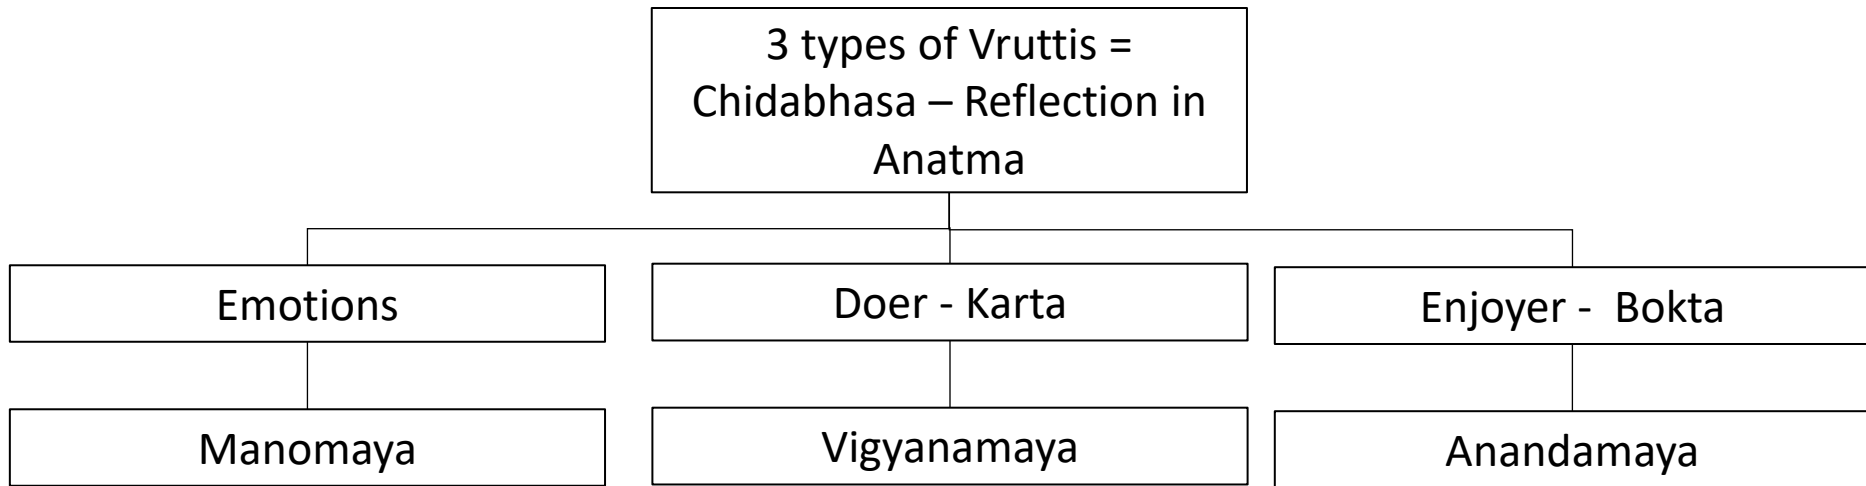 3 types of Vruttis =
Chidabhasa – Reflection in
Anatma
Emotions
Doer - Karta
Enjoyer -  Bokta
Manomaya
Vigyanamaya
Anandamaya